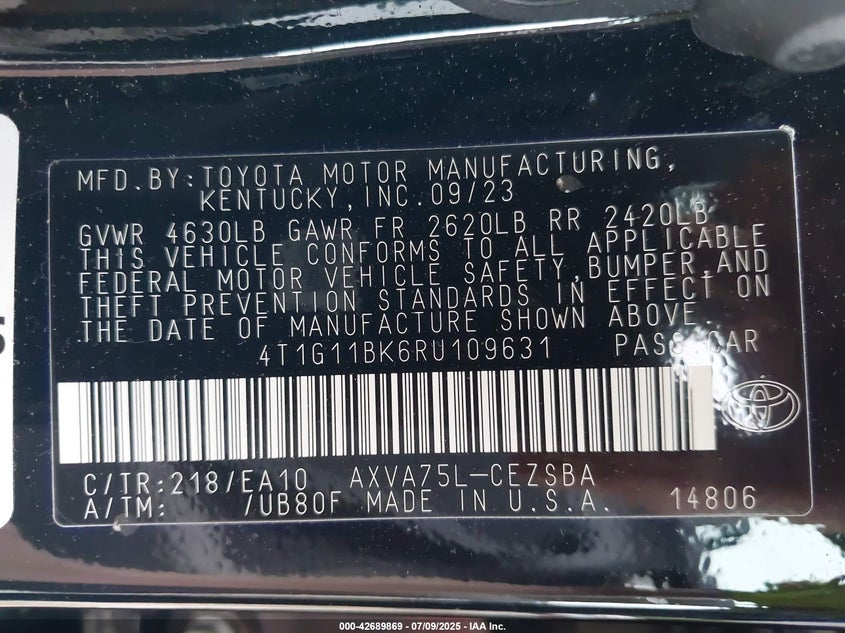 MFD.BY:TOYOTA MOTOR MANUFACTURING,
KENTUCKY,INC.09/23
GVWR 4630LB GAWR FR 2620LB RR 2420LB
THIS VEHICLE CONFORMS TO ALL APPLICABLE
FEDERAL MOTOR VEHICLE SAFETY,BUMPER,AND
THEFT PREVENTION STANDARDS IN EFFECT ON
THE DATE OF MANUFACTURE SHOWN ABOVE.
4T1G11BK6RU109631 PASS.CAR
C/TR:218/EA10 AXVA75L-CEZSBA
A/TM: /UB80F MADE IN U.S.A. 14806
000-42689869 - 07/09/2025 - IAA Inc.